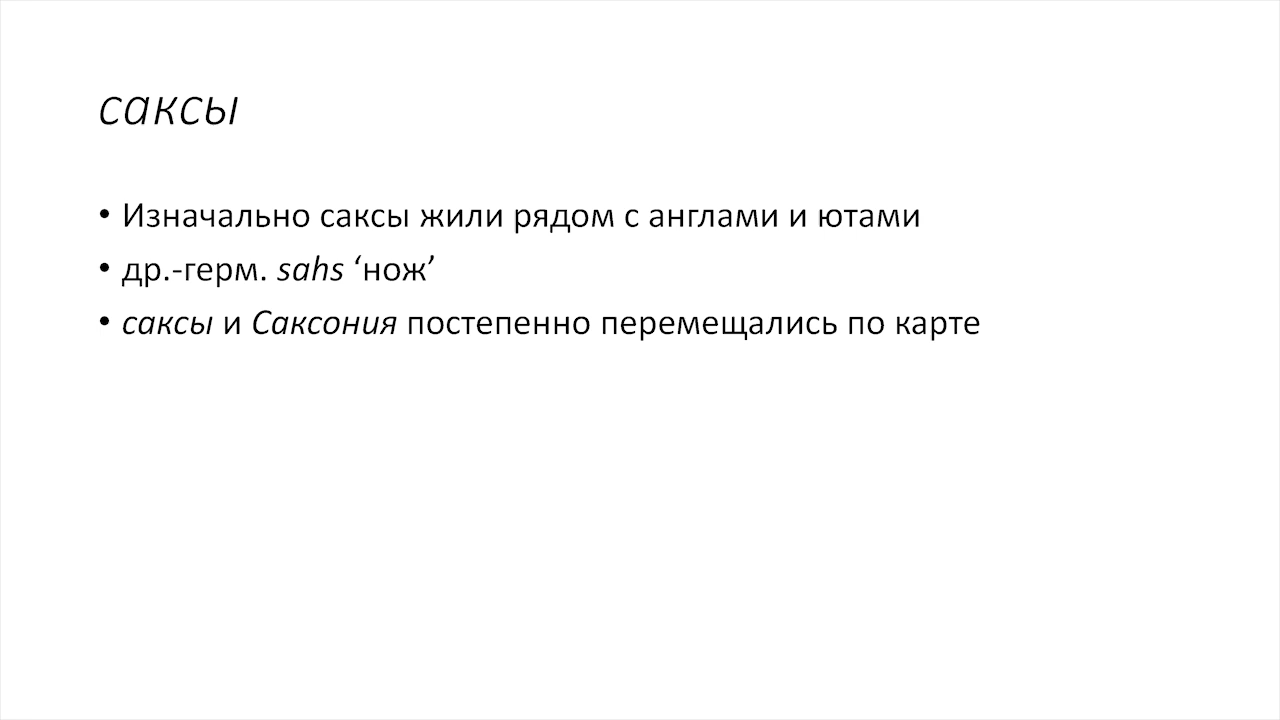 саксы
• Изначально саксы жили рядом с англами и ютами
• др.-герм. sahs ‘нож’
• саксы и Саксония постепенно перемещались по карте